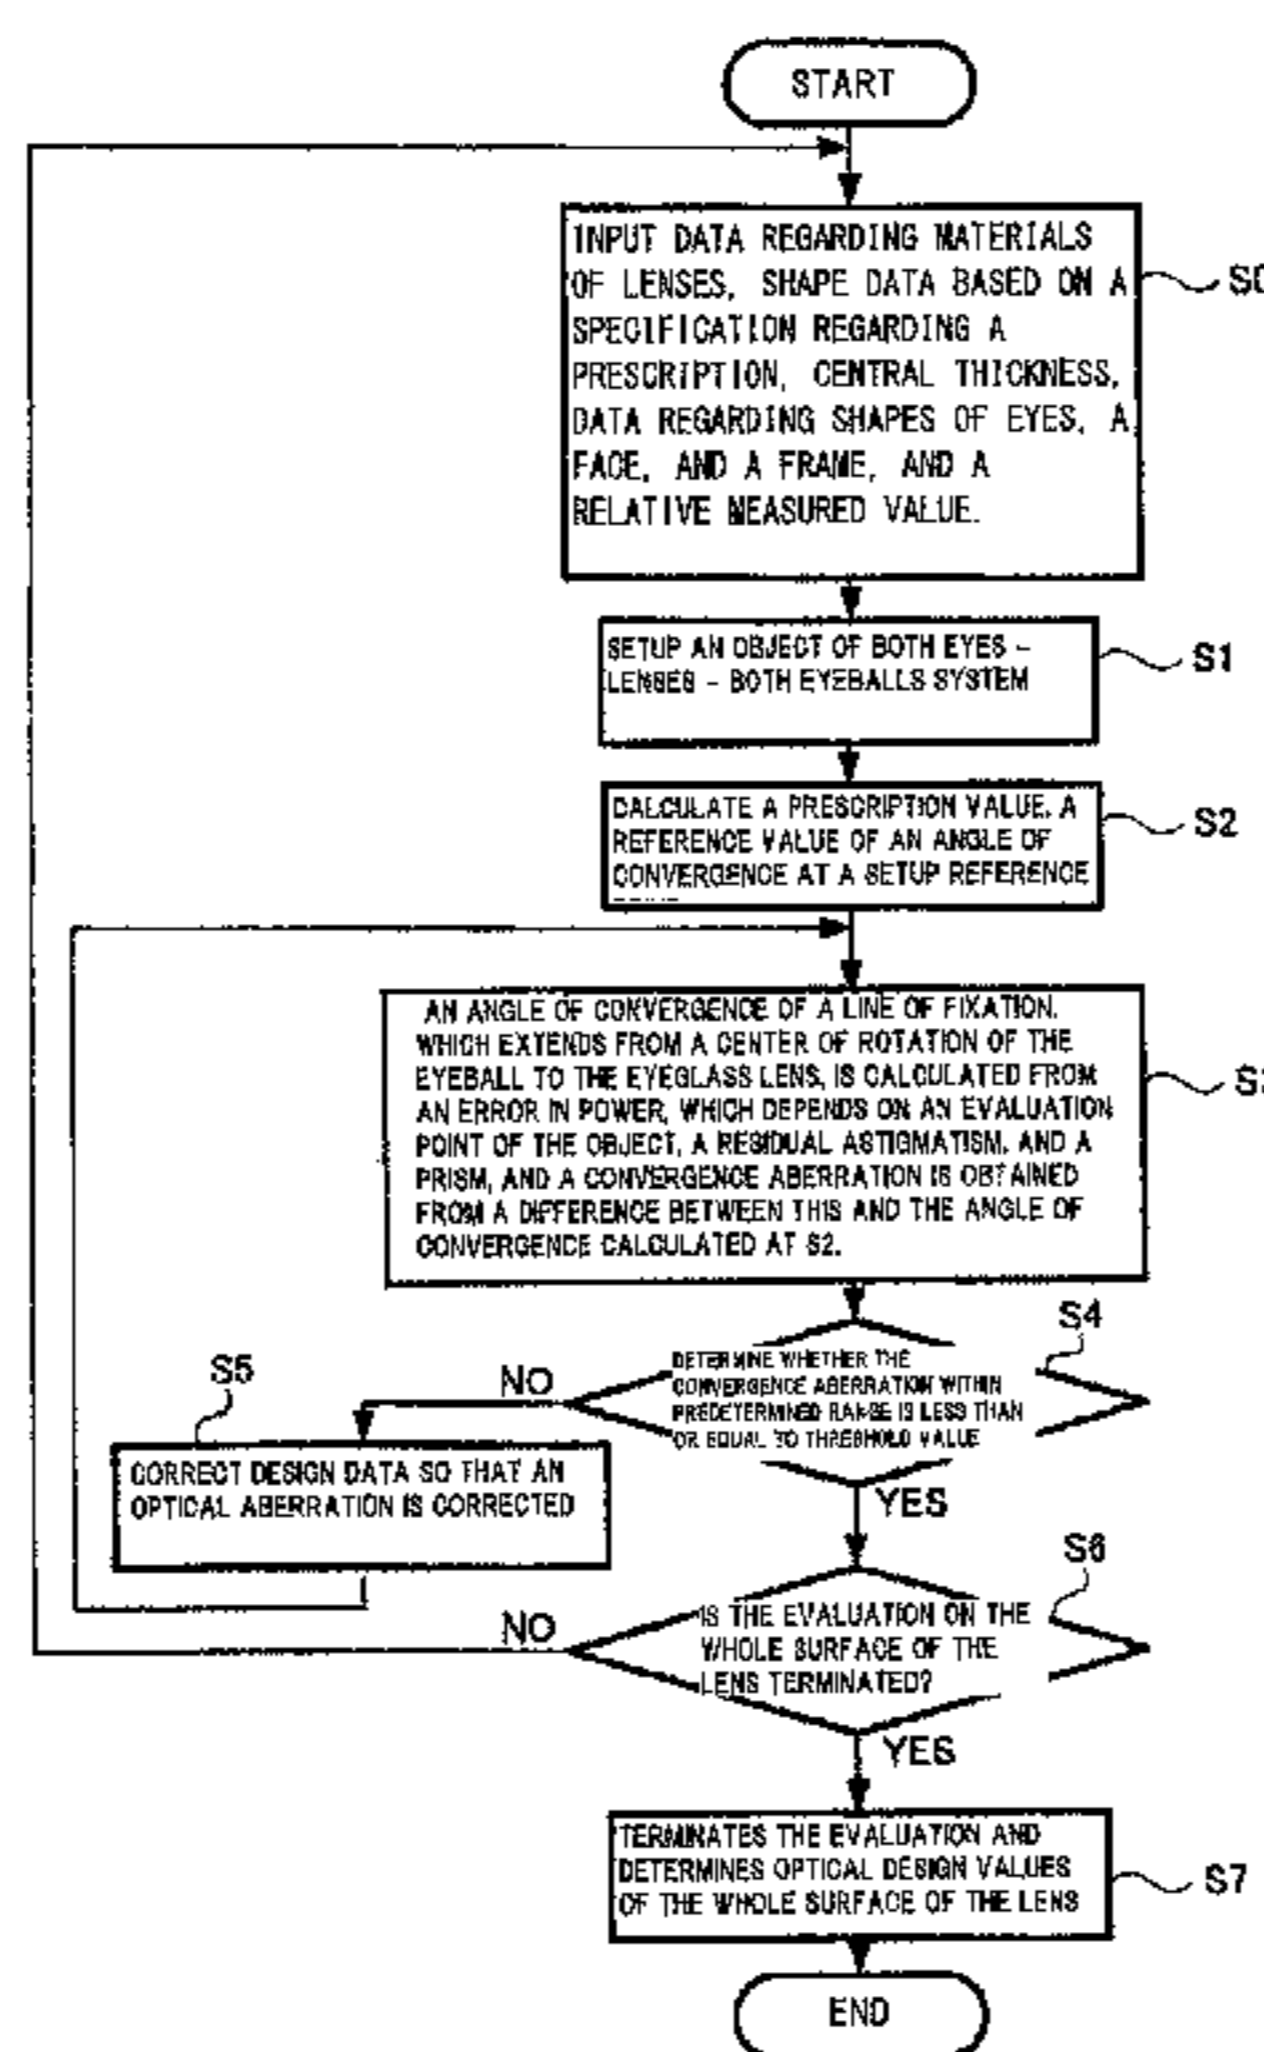 START
INPUT DATA REGARDING MATERIALS
OF LENSES, SHAPE DATA BASED ON A
SPECIFICATION REGARDING A
PRESCRIPTION, CENTRAL THICKNESS,
DATA REGARDING SHAPES OF EYES, A
FACE, AND A FRAME, AND A
RELATIVE MEASURED VALUE.
S0
SETUP AN OBJECT OF BOTH EYES -
LENSES - BOTH EYEBALLS SYSTEM
S1
CALCULATE A PRESCRIPTION VALUE, A
REFERENCE VALUE OF AN ANGLE OF
CONVERGENCE AT A SETUP REFERENCE
S2
AN ANGLE OF CONVERGENCE OF A LINE OF FIXATION,
WHICH EXTENDS FROM A CENTER OF ROTATION OF THE
EYEBALL TO THE EYEGLASS LENS, IS CALCULATED FROM
AN ERROR IN POWER, WHICH DEPENDS ON AN EVALUATION
POINT OF THE OBJECT, A RESIDUAL ASTIGMATISM, AND A
PRISM, AND A CONVERGENCE ABERRATION IS OBTAINED
FROM A DIFFERENCE BETWEEN THIS AND THE ANGLE OF
CONVERGENCE CALCULATED AT S2.
S3
S4
DETERMINE WHETHER THE
CONVERGENCE ABERRATION WITHIN
PREDETERMINED RANGE IS LESS THAN
OR EQUAL TO THRESHOLD VALUE
NO
S5
CORRECT DESIGN DATA SO THAT AN
OPTICAL ABERRATION IS CORRECTED
YES
S6
IS THE EVALUATION ON THE
WHOLE SURFACE OF THE
LENS TERMINATED?
NO
YES
TERMINATES THE EVALUATION AND
DETERMINES OPTICAL DESIGN VALUES
OF THE WHOLE SURFACE OF THE LENS
S7
END